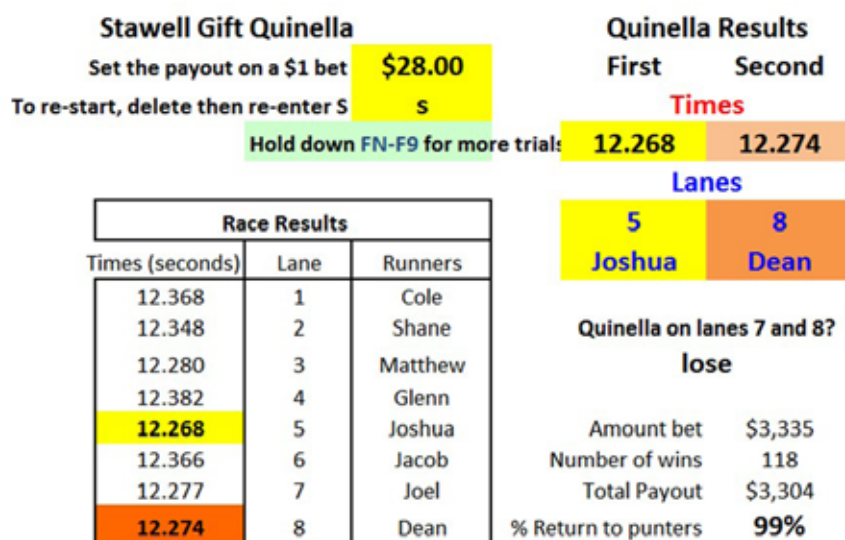 Stawell Gift Quinella
Set the payout on a $1 bet $28.00
To re-start, delete then re-enter S s
Hold down FN-F9 for more trials
Quinella Results
First Second
Times
12.268 12.274
Lanes
5 8
Joshua Dean
Race Results
Times (seconds) Lane Runners
12.368 1 Cole
12.348 2 Shane
12.280 3 Matthew
12.382 4 Glenn
12.268 5 Joshua
12.366 6 Jacob
12.277 7 Joel
12.274 8 Dean
Quinella on lanes 7 and 8?
lose
Amount bet $3,335
Number of wins 118
Total Payout $3,304
% Return to punters 99%